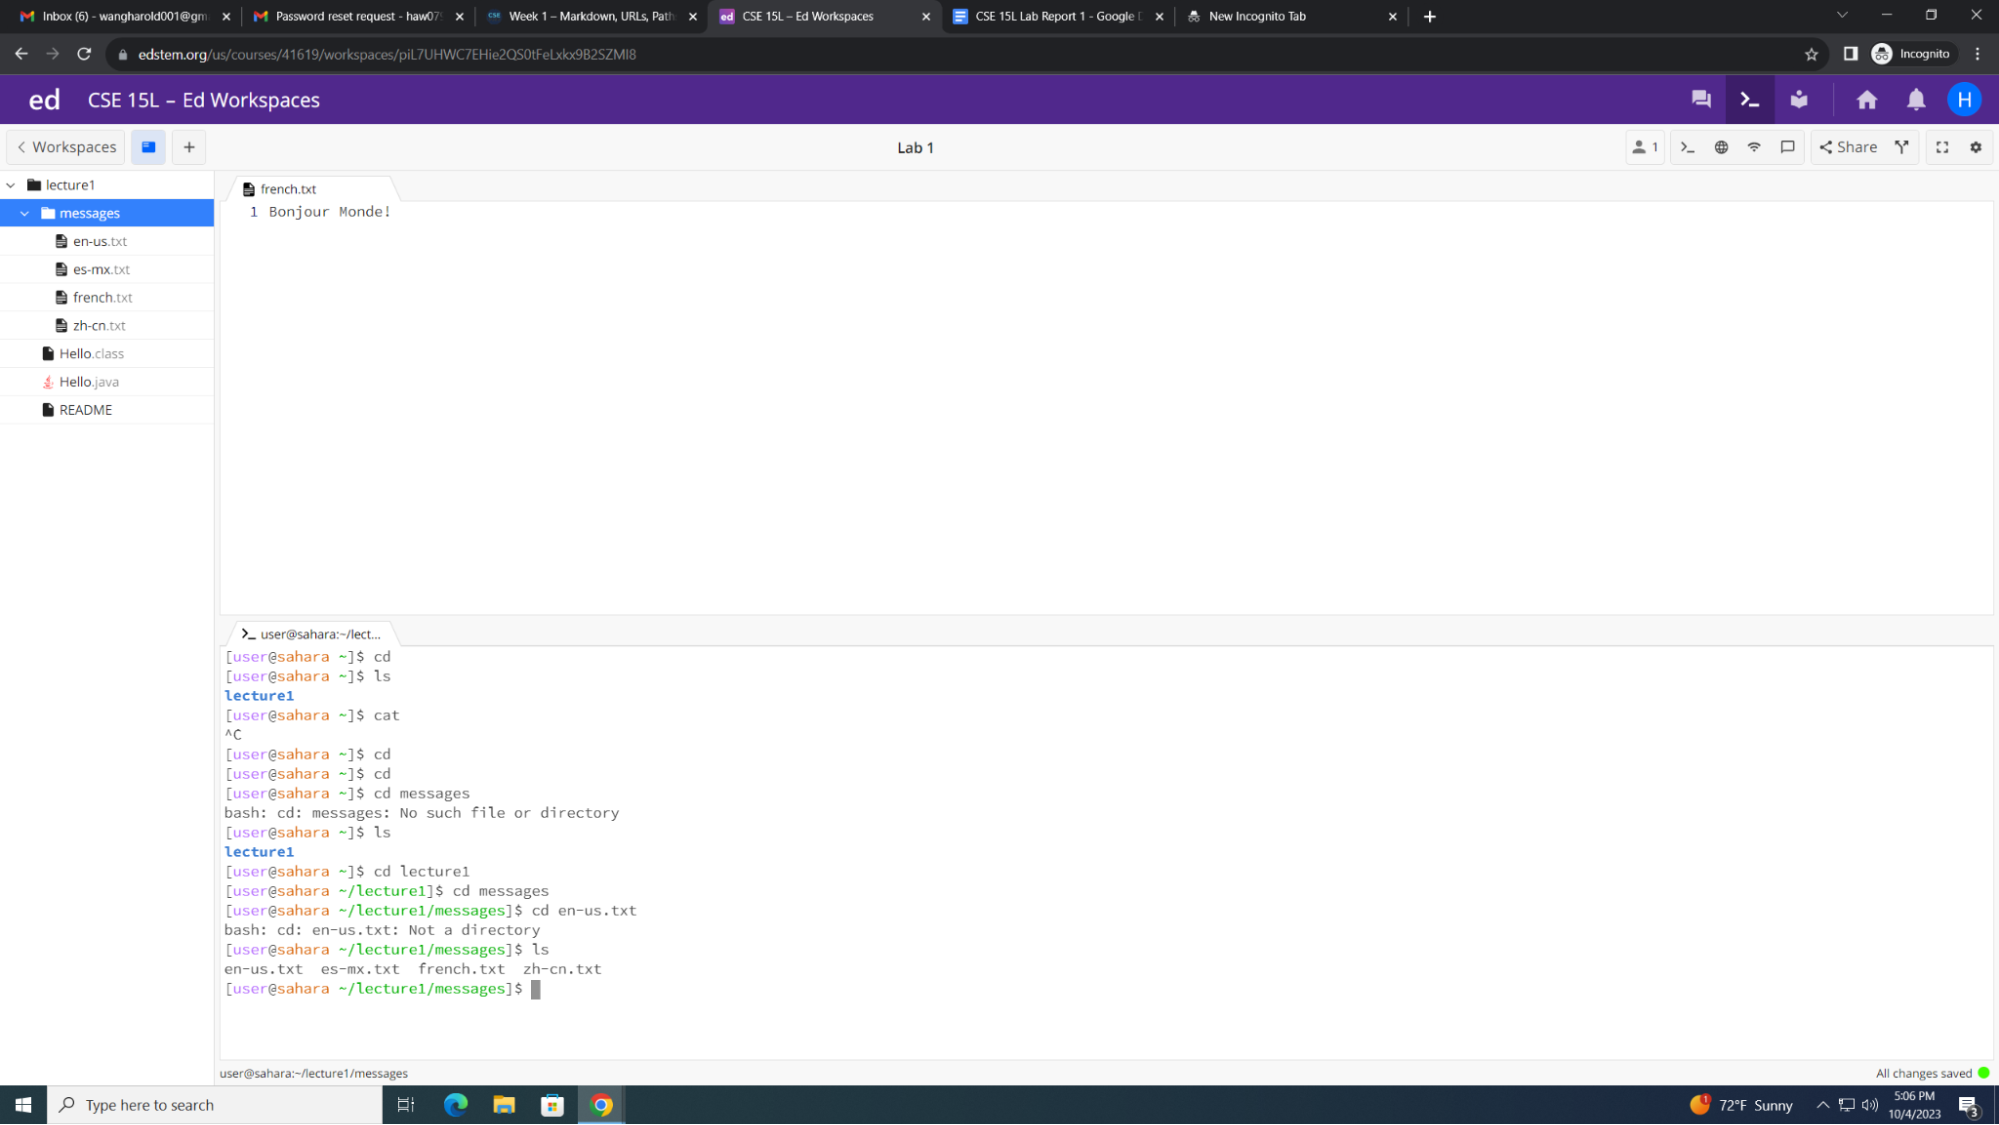 Inbox (6) - wangharold001@gm
Password reset request - haw07
Week 1 – Markdown, URLs, Path
ed CSE 15L – Ed Workspaces
CSE 15L Lab Report 1 - Google D
New Incognito Tab
edstem.org/us/courses/41619/workspaces/piL7UHWC7EHie2QS0tFeLxkx9B2SZMI8
Incognito
ed CSE 15L – Ed Workspaces
H
Workspaces
Lab 1
1
Share
lecture1
messages
en-us.txt
es-mx.txt
french.txt
zh-cn.txt
Hello.class
Hello.java
README
french.txt
1 Bonjour Monde!
user@sahara:~/lect...
[user@sahara ~]$ cd
[user@sahara ~]$ ls
lecture1
[user@sahara ~]$ cat
^C
[user@sahara ~]$ cd
[user@sahara ~]$ cd
[user@sahara ~]$ cd messages
bash: cd: messages: No such file or directory
[user@sahara ~]$ ls
lecture1
[user@sahara ~]$ cd lecture1
[user@sahara ~/lecture1]$ cd messages
[user@sahara ~/lecture1/messages]$ cd en-us.txt
bash: cd: en-us.txt: Not a directory
[user@sahara ~/lecture1/messages]$ ls
en-us.txt es-mx.txt french.txt zh-cn.txt
[user@sahara ~/lecture1/messages]$
user@sahara:~/lecture1/messages
All changes saved
Type here to search
1
72°F Sunny
5:06 PM
10/4/2023
3